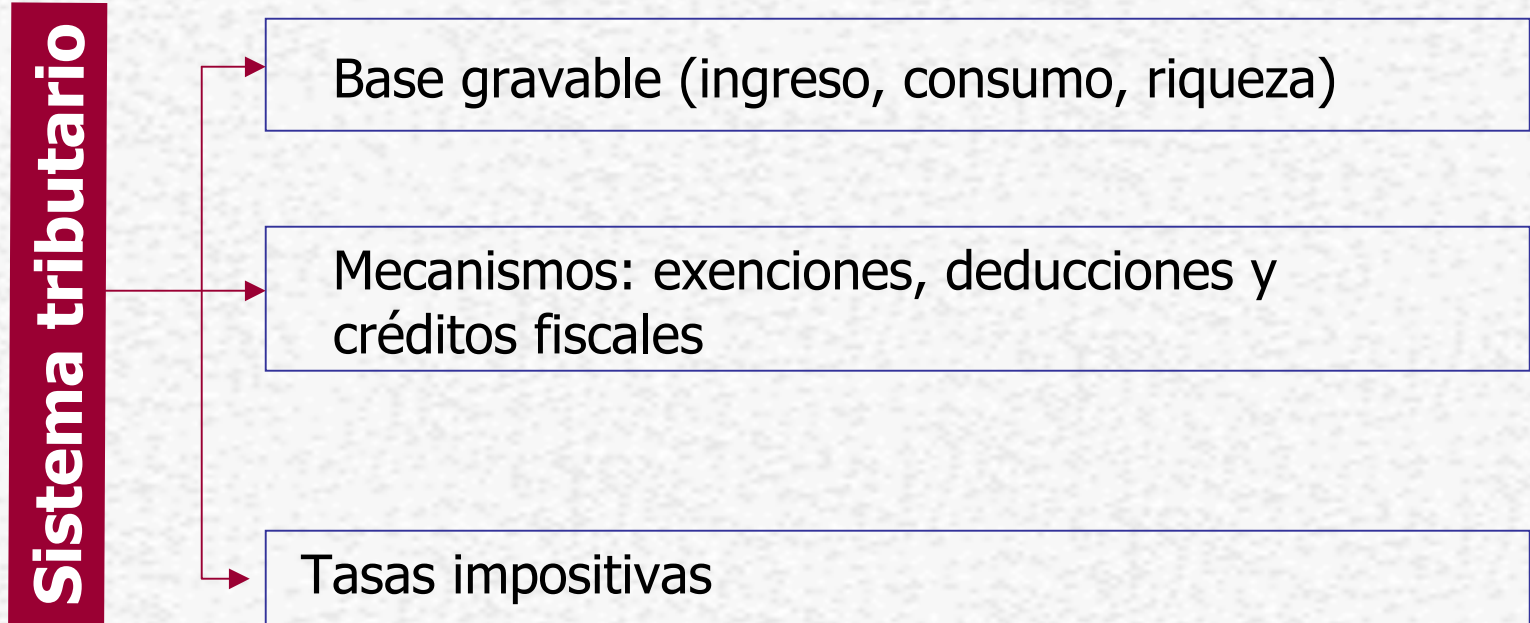 Sistema tributario
Base gravable (ingreso, consumo, riqueza)
Mecanismos: exenciones, deducciones y
créditos fiscales
Tasas impositivas